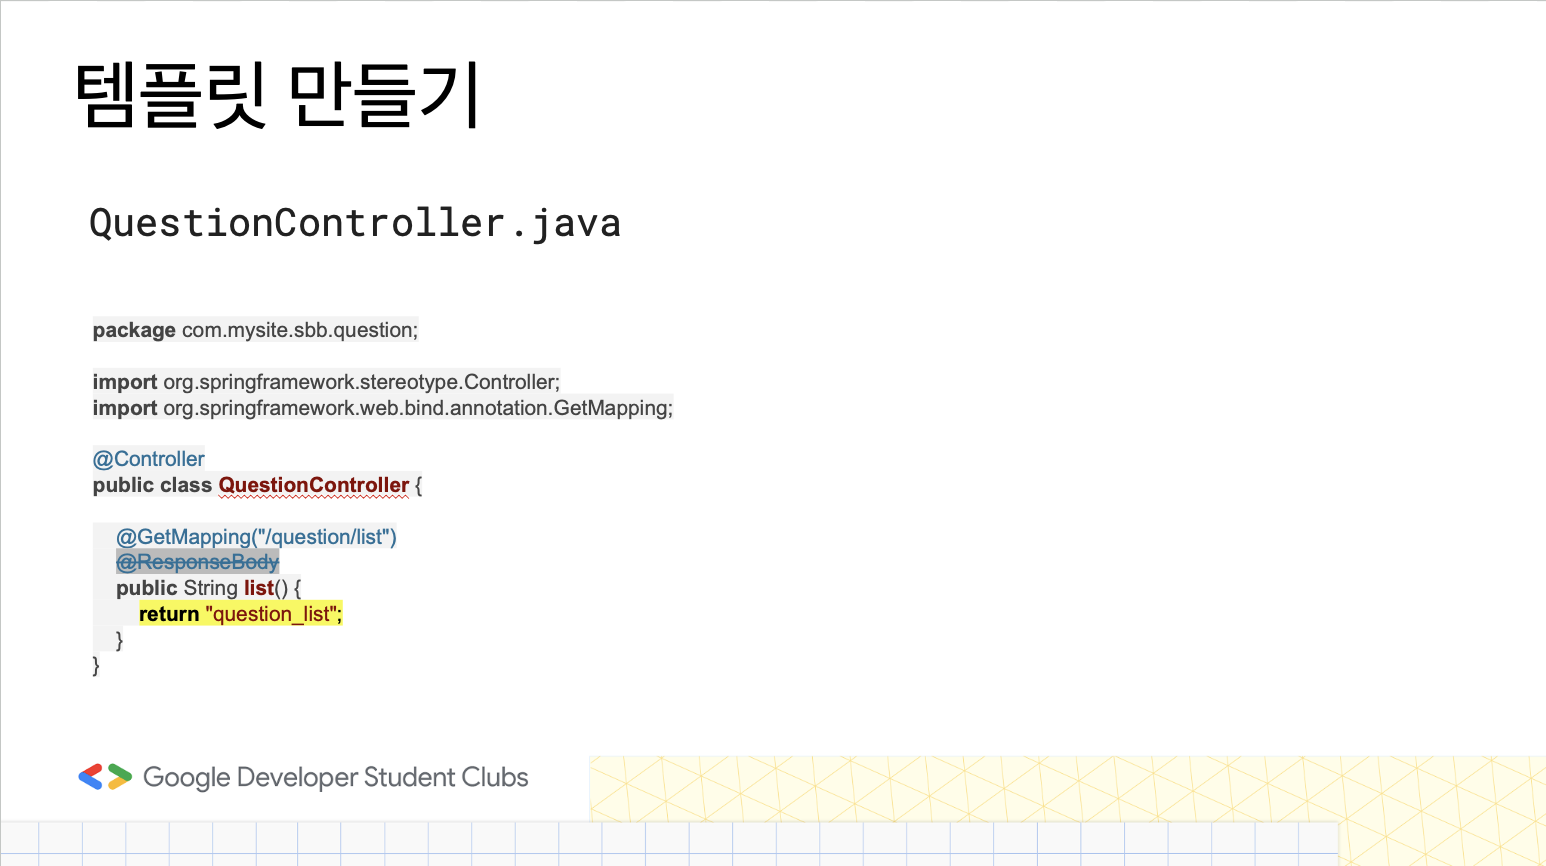 템플릿 만들기
QuestionController.java
package com.mysite.sbb.question;
import org.springframework.stereotype.Controller;
import org.springframework.web.bind.annotation.GetMapping;
@Controller
public class QuestionController {
@GetMapping("/question/list")
@ResponseBody
public String list() {
return "question_list";
}
}
Google Developer Student Clubs